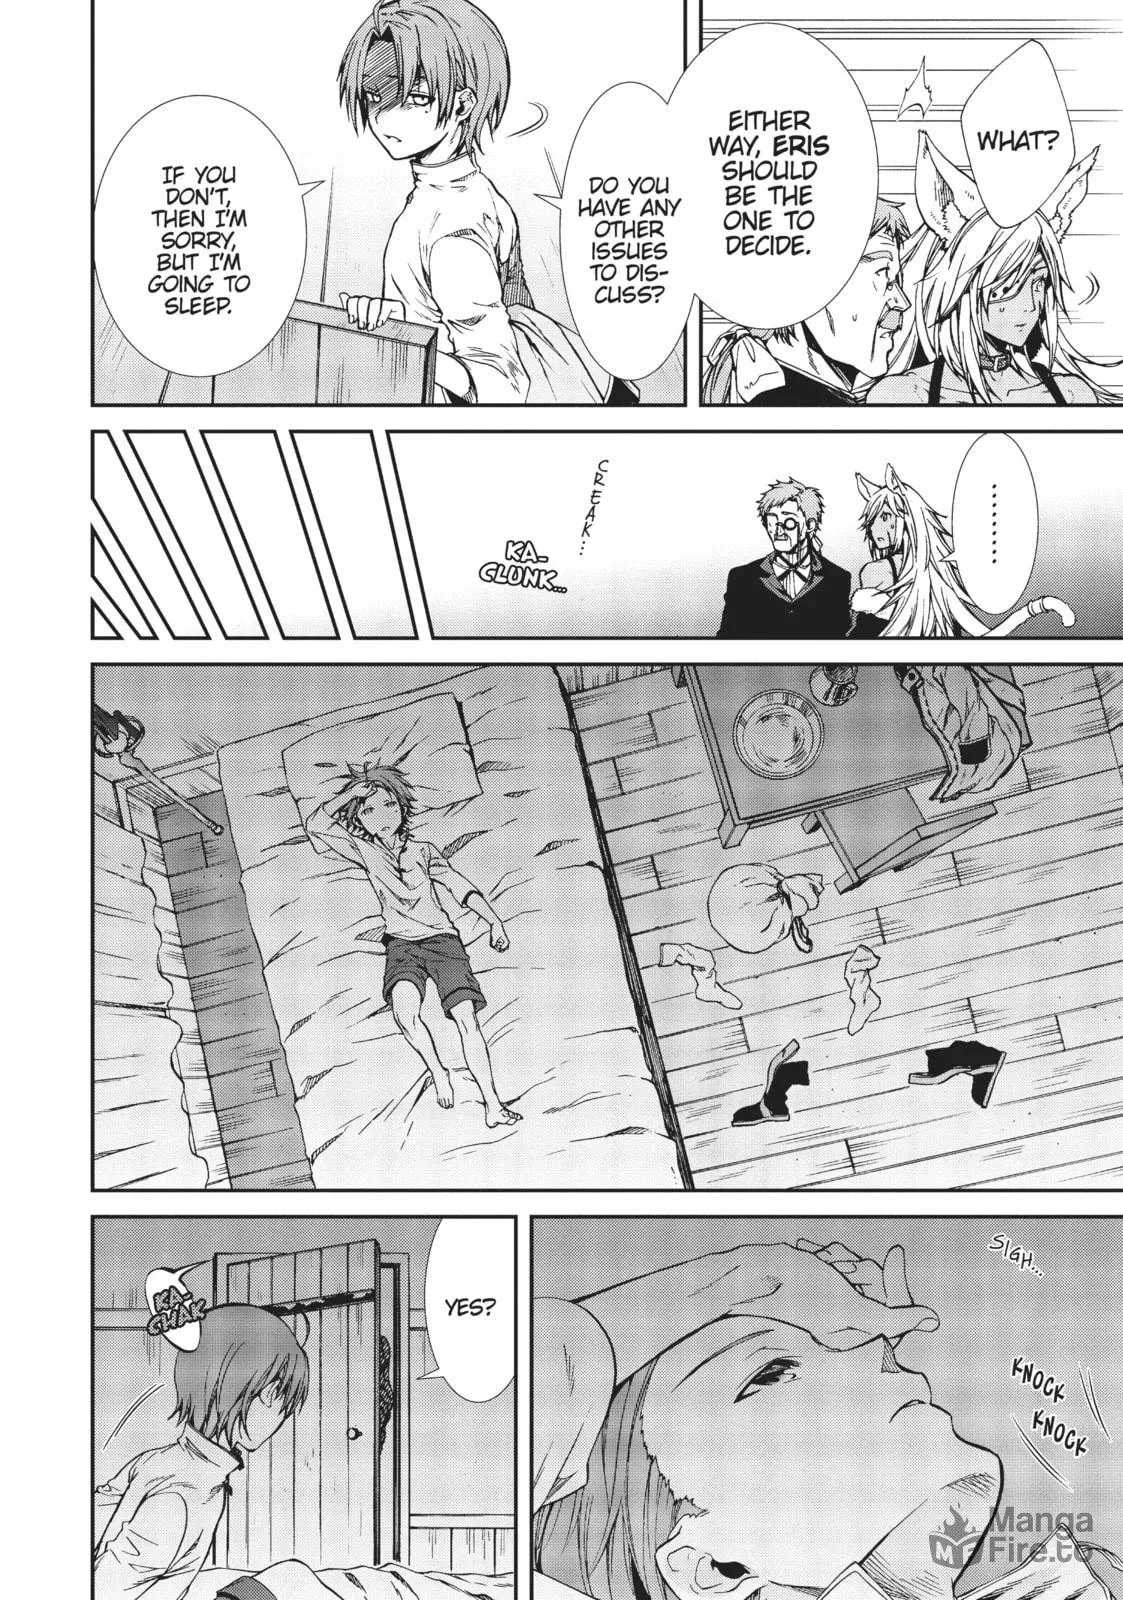 WHAT?
EITHER
WAY, ERIS
SHOULD
BE THE
ONE TO
DECIDE.
DO YOU
HAVE ANY
OTHER
ISSUES
TO DIS-
CUSS?
IF YOU
DON'T,
THEN I'M
SORRY,
BUT I'M
GOING TO
SLEEP.
.........
CREAK...
KA-
CLUNK...
SIGH...
KNOCK
KNOCK
YES?
KA-
CHAK
Manga
Fire.to